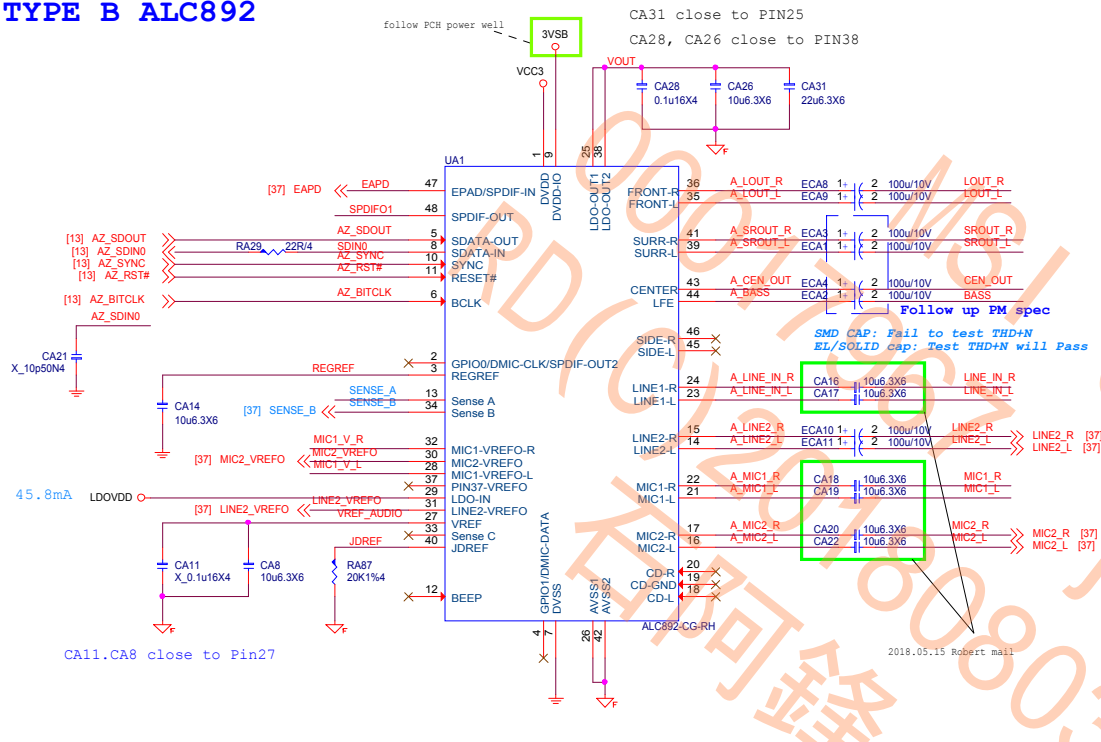 TYPE B ALC892
follow PCH power well
3VSB
VCC3
CA31 close to PIN25
CA28, CA26 close to PIN38
VOUT
CA28
0.1u16X4
CA26
10u6.3X6
CA31
22u6.3X6
F
UA1
1
9
25
38
DVDD
DVDD-IO
LDO-OUT1
LDO-OUT2
[37] EAPD
EAPD
47
EPAD/SPDIF-IN
SPDIFO1
48
SPDIF-OUT
[13] AZ_SDOUT
AZ_SDOUT
5
SDATA-OUT
[13] AZ_SDIN0
RA29
22R/4
SDIN0
8
SDATA-IN
[13] AZ_SYNC
AZ_SYNC
10
SYNC
[13] AZ_RST#
AZ_RST#
11
RESET#
[13] AZ_BITCLK
AZ_BITCLK
6
BCLK
AZ_SDIN0
CA21
X_10p50N4
2
GPIO0/DMIC-CLK/SPDIF-OUT2
REGREF
3
REGREF
CA14
10u6.3X6
SENSE_A
13
Sense A
[37] SENSE_B
SENSE_B
34
Sense B
MIC1_V_R
32
MIC1-VREFO-R
[37] MIC2_VREFO
MIC2_VREFO
30
MIC2-VREFO
MIC1_V_L
28
MIC1-VREFO-L
37
PIN37-VREFO
45.8mA
LDOVDD
29
LDO-IN
[37] LINE2_VREFO
LINE2_VREFO
31
LINE2-VREFO
VREF_AUDIO
27
VREF
33
Sense C
JDREF
40
JDREF
CA11
X_0.1u16X4
CA8
10u6.3X6
RA87
20K1%4
12
BEEP
F
F
CA11.CA8 close to Pin27
GPIO1/DMIC-DATA
DVSS
AVSS1
AVSS2
4
7
26
42
F
ALC892-CG-RH
FRONT-R
36
A_LOUT_R
ECA8
1+
2
100u/10V
LOUT_R
FRONT-L
35
A_LOUT_L
ECA9
1+
2
100u/10V
LOUT_L
SURR-R
41
A_SROUT_R
ECA3
1+
2
100u/10V
SROUT_R
SURR-L
39
A_SROUT_L
ECA1
1+
2
100u/10V
SROUT_L
CENTER
43
A_CEN_OUT
ECA4
1+
2
100u/10V
CEN_OUT
LFE
44
A_BASS
ECA2
1+
2
100u/10V
BASS
Follow up PM spec
SMD CAP: Fail to test THD+N
EL/SOLID cap: Test THD+N will Pass
SIDE-R
46
SIDE-L
45
LINE1-R
24
A_LINE_IN_R
CA16
10u6.3X6
LINE_IN_R
LINE1-L
23
A_LINE_IN_L
CA17
10u6.3X6
LINE_IN_L
LINE2-R
15
A_LINE2_R
ECA10
1+
2
100u/10V
LINE2_R
LINE2_R [37]
LINE2-L
14
A_LINE2_L
ECA11
1+
2
100u/10V
LINE2_L
LINE2_L [37]
MIC1-R
22
A_MIC1_R
CA18
10u6.3X6
MIC1_R
MIC1-L
21
A_MIC1_L
CA19
10u6.3X6
MIC1_L
MIC2-R
17
A_MIC2_R
CA20
10u6.3X6
MIC2_R
MIC2_R [37]
MIC2-L
16
A_MIC2_L
CA22
10u6.3X6
MIC2_L
MIC2_L [37]
CD-R
20
CD-GND
19
CD-L
18
2018.05.15 Robert mail
MSI
RD(C)20180803
石阿鋒